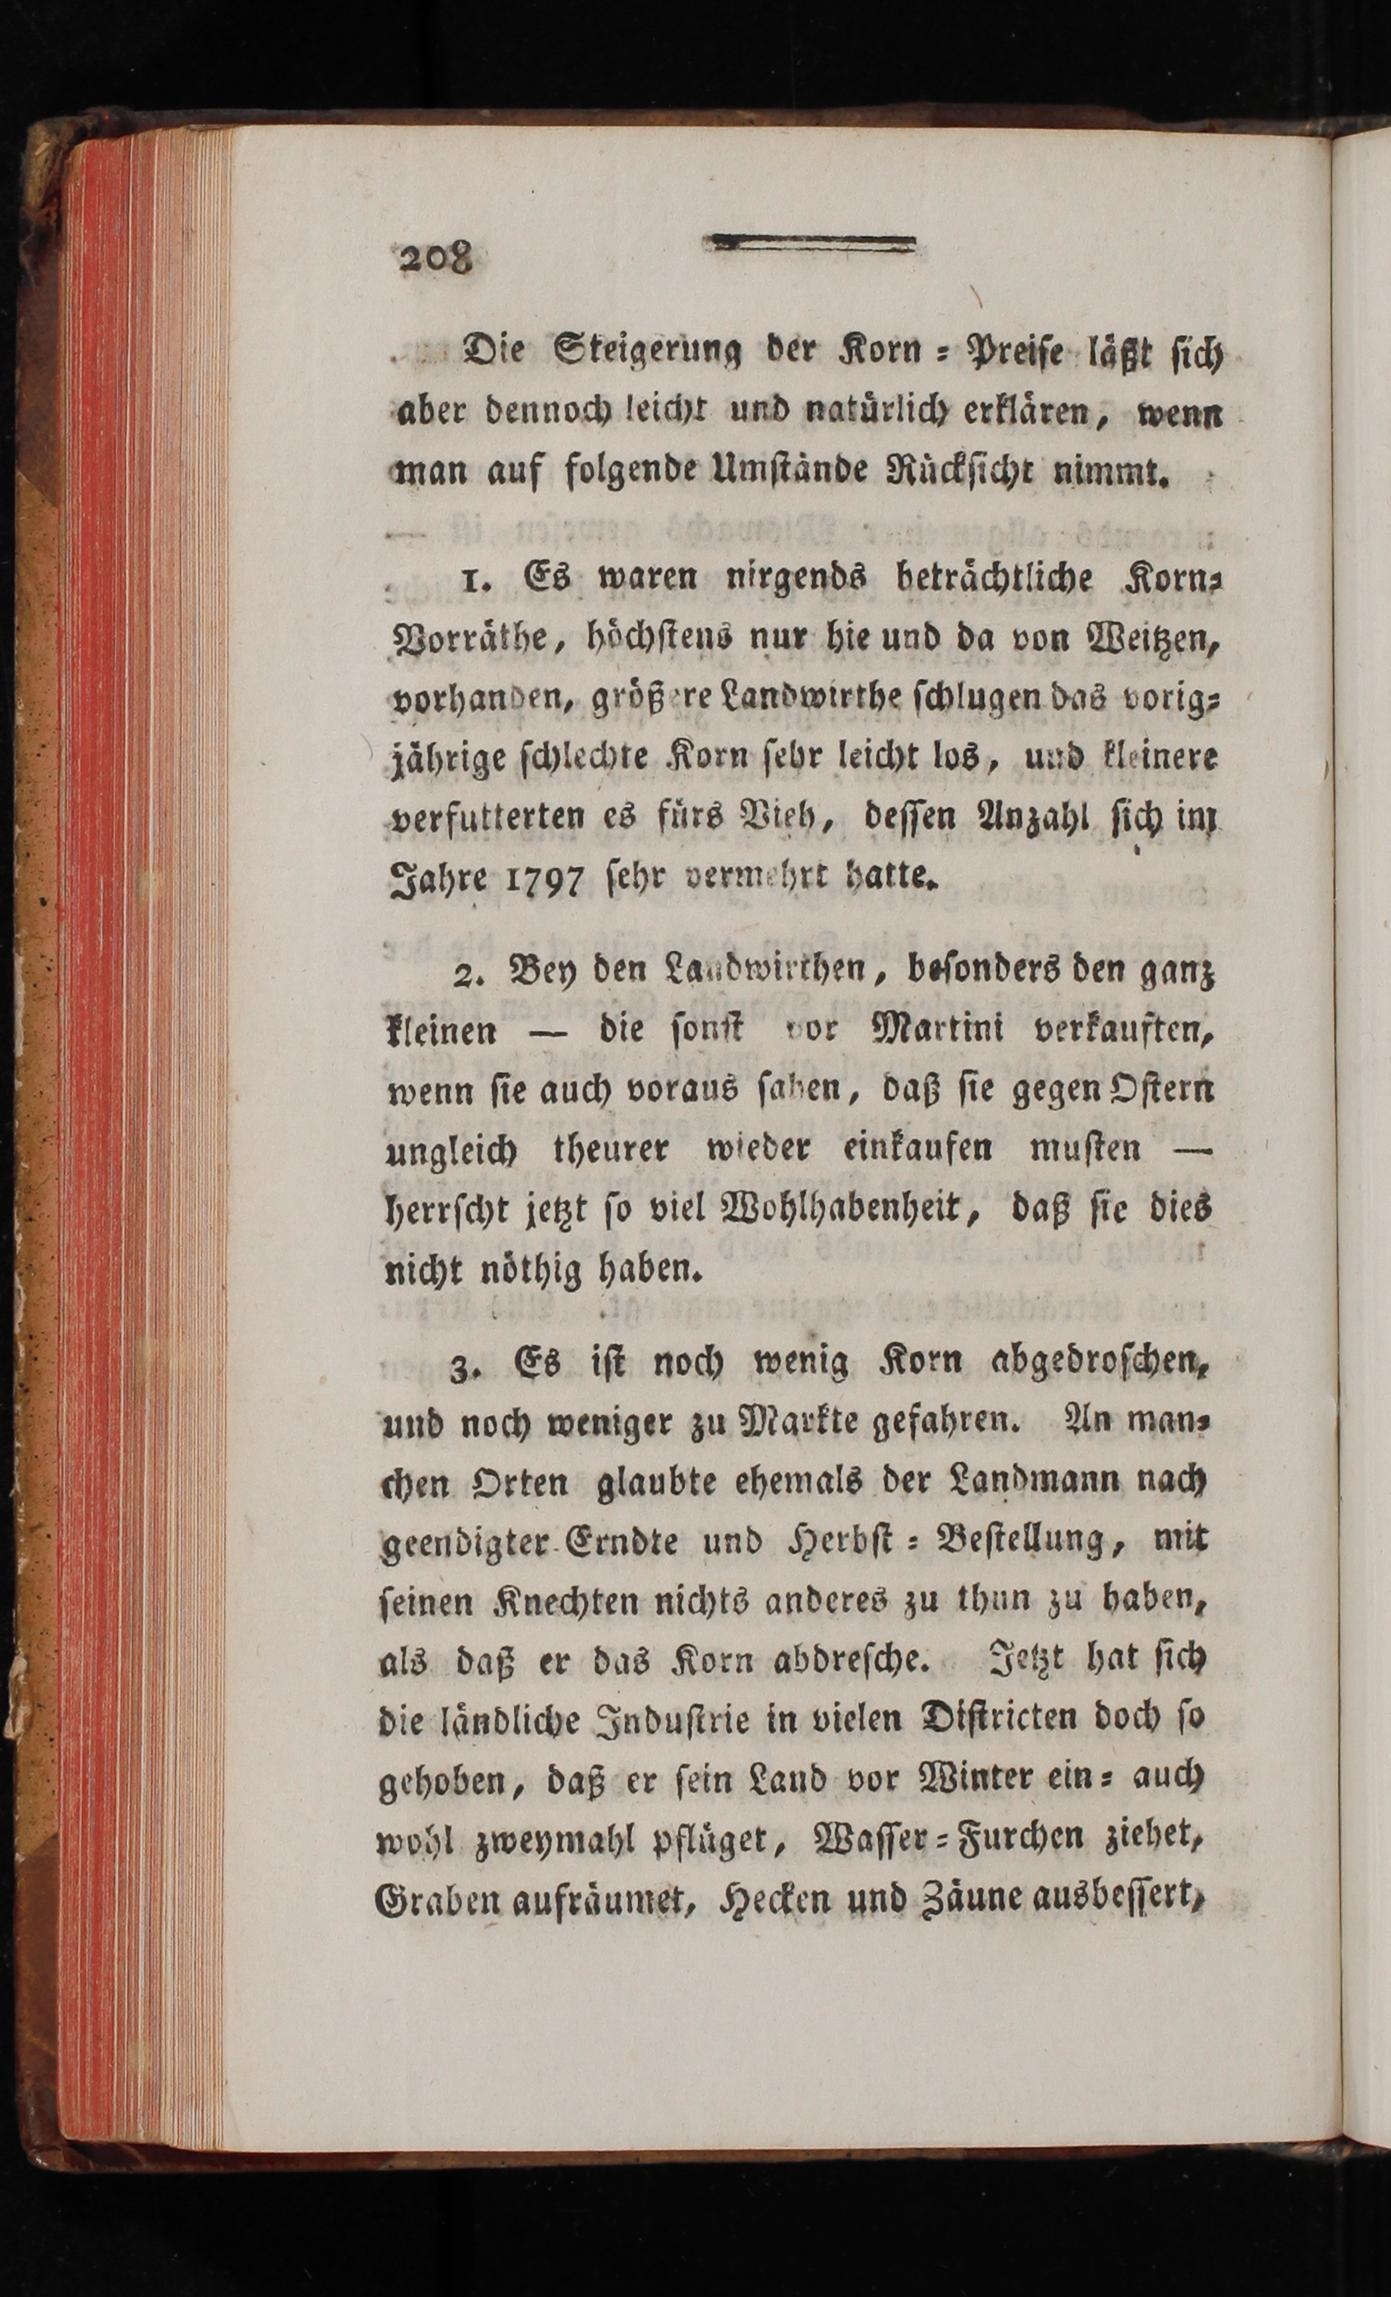 208
Die Steigerung der Korn = Preise läßt sich
aber dennoch leicht und natürlich erklären, wenn
man auf folgende Umstände Rücksicht nimmt.
1. Es waren nirgends beträchtliche Korn=
Vorräthe, höchstens nur hie und da von Weitzen,
vorhanden, größere Landwirthe schlugen das vorig=
jährige schlechte Korn sehr leicht los, und kleinere
verfutterten es fürs Vieh, dessen Anzahl sich im
Jahre 1797 sehr vermehrt hatte.
2. Bey den Landwirthen, besonders den ganz
kleinen — die sonst vor Martini verkauften,
wenn sie auch voraus sahen, daß sie gegen Ostern
ungleich theurer wieder einkaufen musten —
herrscht jetzt so viel Wohlhabenheit, daß sie dies
nicht nöthig haben.
3. Es ist noch wenig Korn abgedroschen,
und noch weniger zu Markte gefahren. An man=
chen Orten glaubte ehemals der Landmann nach
geendigter Erndte und Herbst = Bestellung, mit
seinen Knechten nichts anderes zu thun zu haben,
als daß er das Korn abdresche. Jetzt hat sich
die ländliche Industrie in vielen Districten doch so
gehoben, daß er sein Land vor Winter ein= auch
wohl zweymahl pflüget, Wasser = Furchen ziehet,
Graben aufräumet, Hecken und Zäune ausbessert,